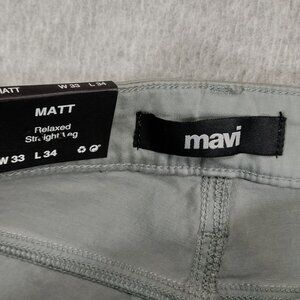 MATT
W 33 L 34
MATT
Relaxed
Straight Leg
W 33 L 34
mavi